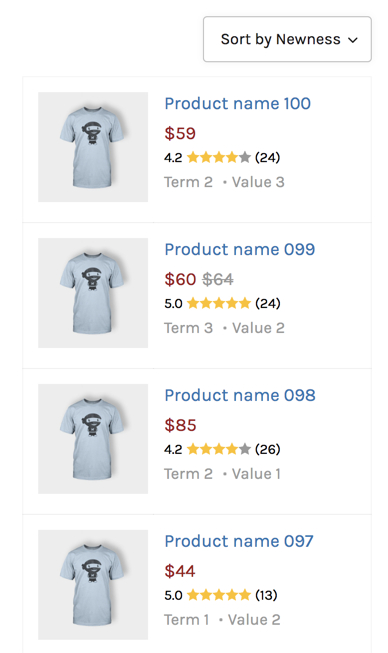 Sort by Newness
Product name 100
$59
4.2 ★★★★★ (24)
Term 2 • Value 3
Product name 099
$60 $64
5.0 ★★★★★ (24)
Term 3 • Value 2
Product name 098
$85
4.2 ★★★★★ (26)
Term 2 • Value 1
Product name 097
$44
5.0 ★★★★★ (13)
Term 1 • Value 2